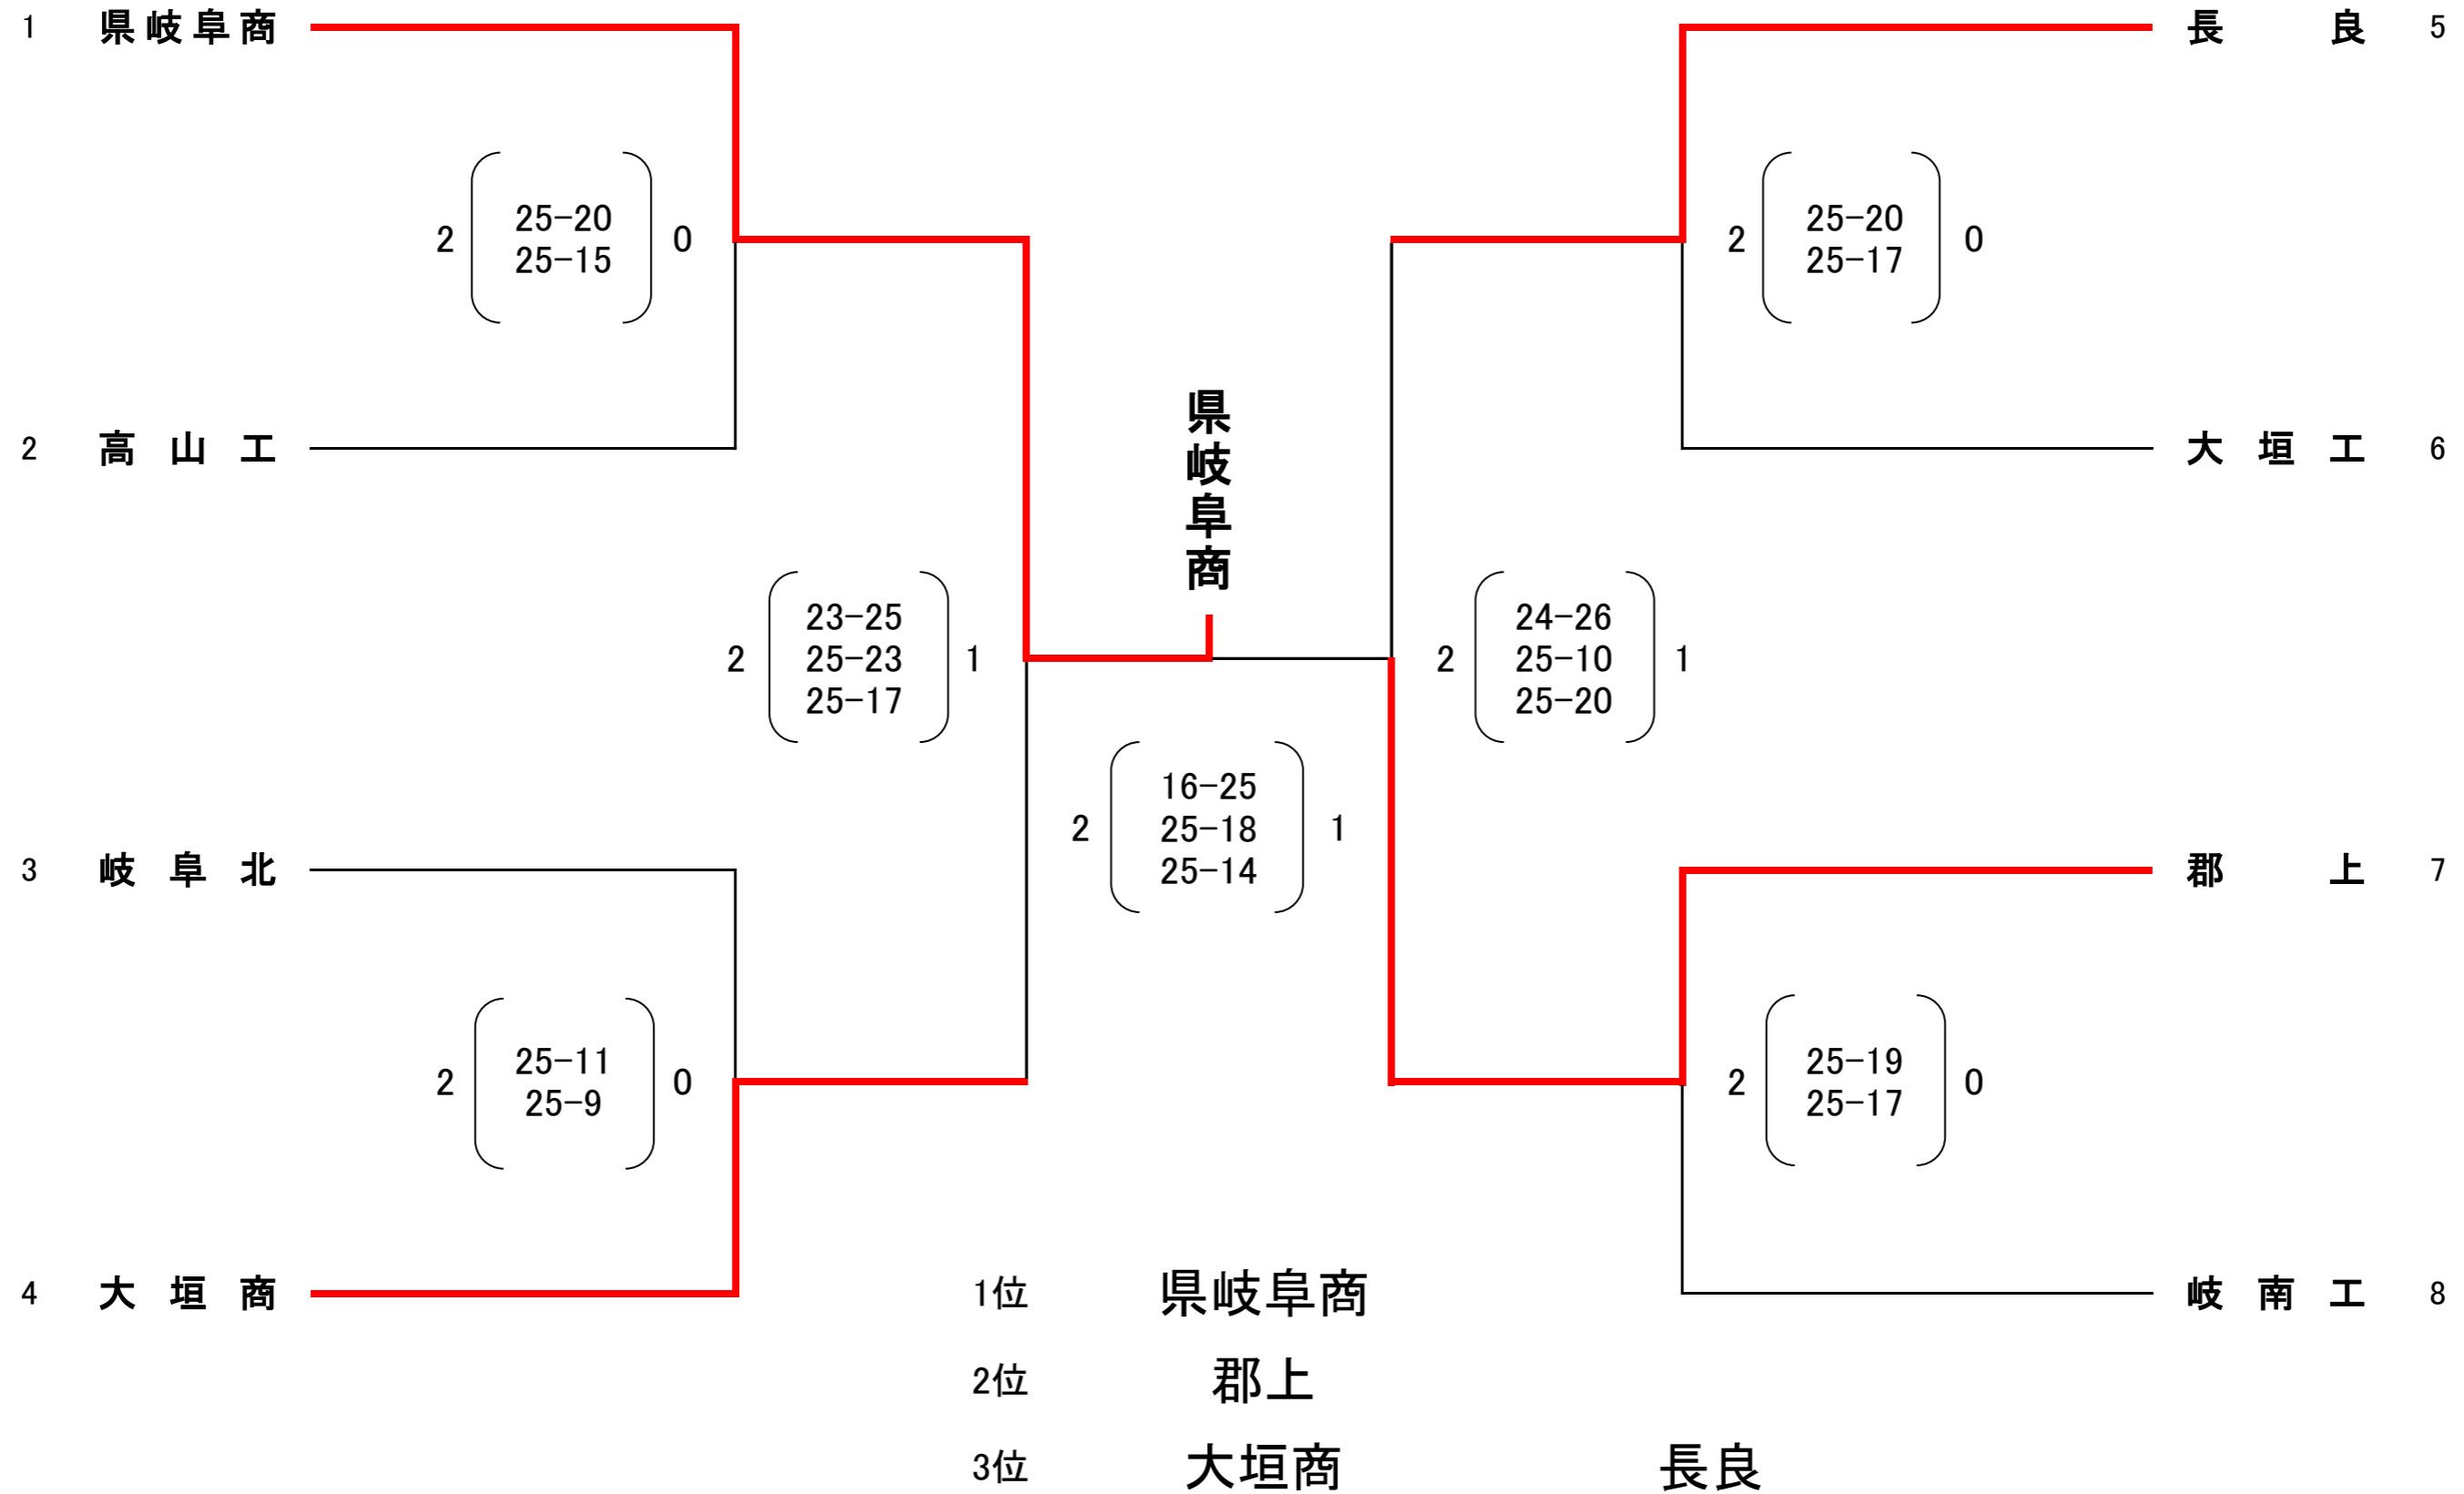 1 県岐阜商
長良 5
2 25-20 0
25-15
2 25-20 0
25-17
2 高山工
大垣工 6
県岐阜商
2 23-25 1
25-23
25-17
2 24-26 1
25-10
25-20
2 16-25 1
25-18
25-14
3 岐阜北
郡上 7
2 25-11 0
25-9
2 25-19 0
25-17
4 大垣商
岐南工 8
1位 県岐阜商
2位 郡上
3位 大垣商 長良